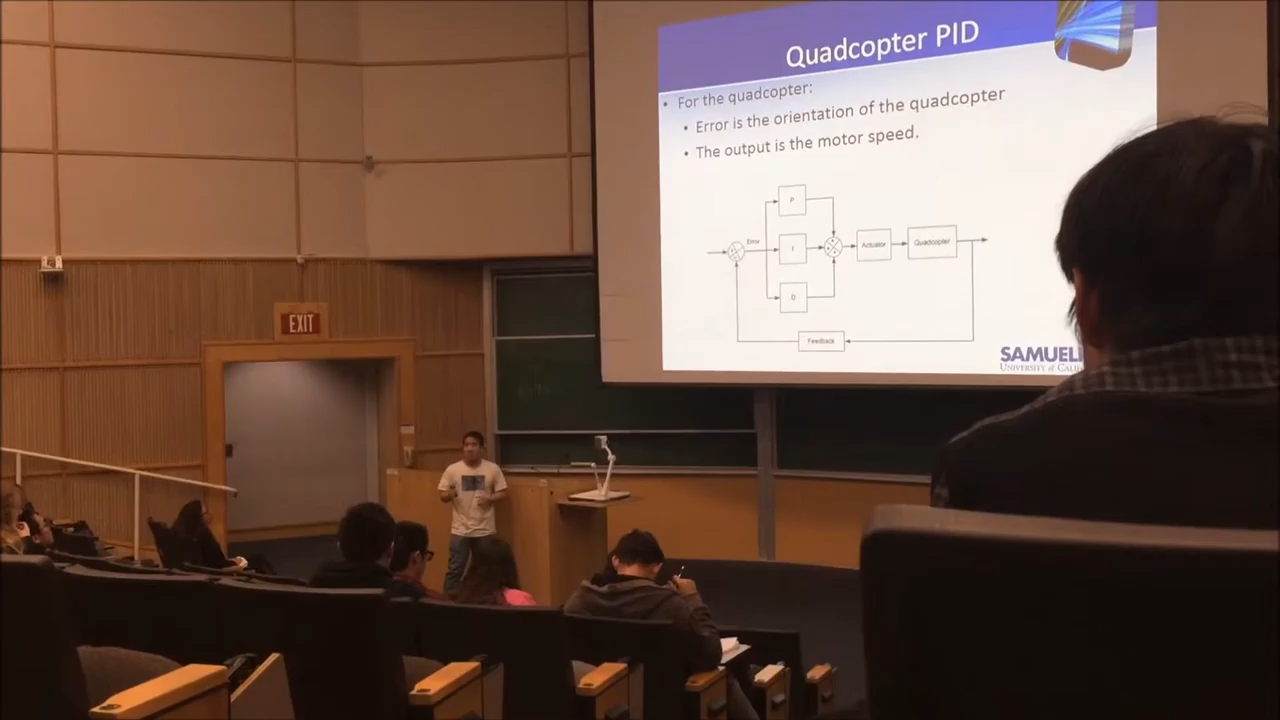 Quadcopter PID
• For the quadcopter:
• Error is the orientation of the quadcopter
• The output is the motor speed.
P
Error
I
Actuator
Quadcopter
D
Feedback
SAMUELI
EXIT